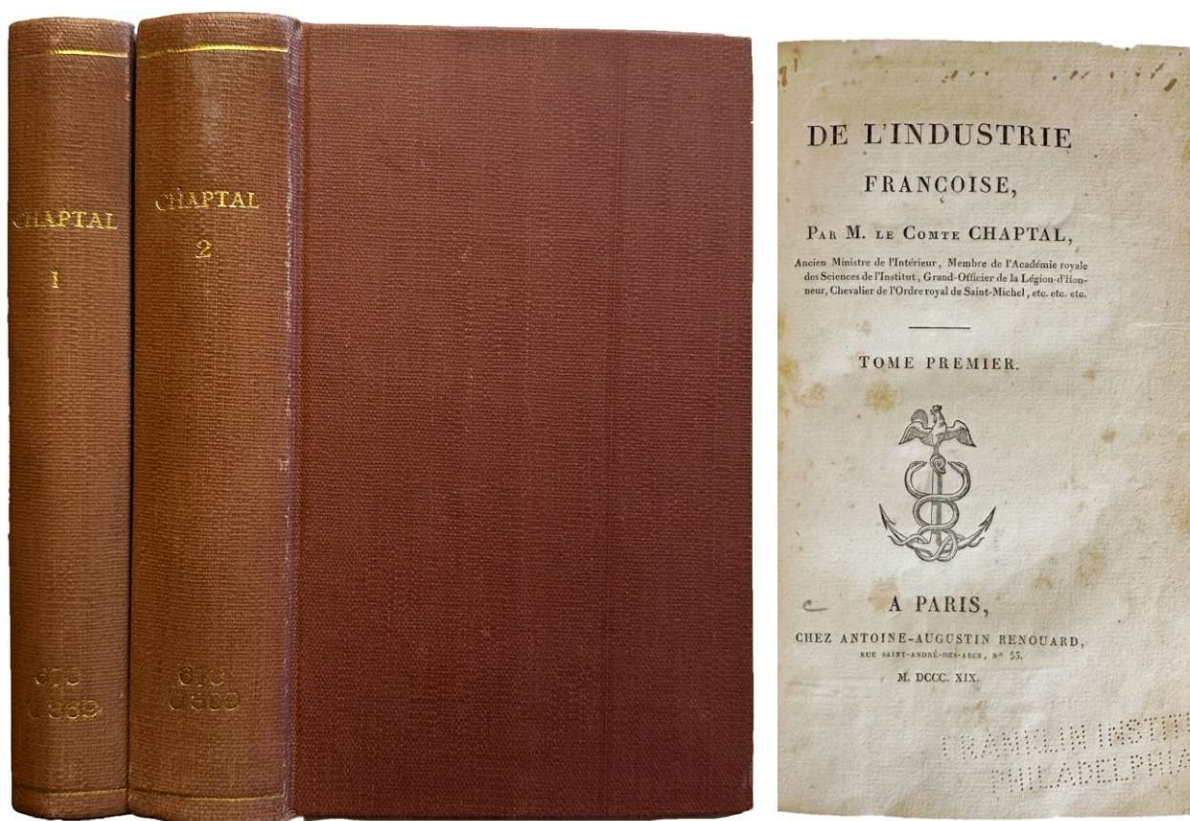 CHAPTAL
1
CHAPTAL
2
DE L'INDUSTRIE
FRANÇOISE,
PAR M. LE COMTE CHAPTAL,
Ancien Ministre de l'Intérieur, Membre de l'Académie royale
des Sciences de l'Institut, Grand-Officier de la Légion-d'Hon-
neur, Chevalier de l'Ordre royal de Saint-Michel, etc. etc. etc.
TOME PREMIER.
A PARIS,
CHEZ ANTOINE-AUGUSTIN RENOUARD,
RUE SAINT-ANDRÉ-DES-ARCS, Nº 55.
M. DCCC. XIX.
FRANKLIN INSTIT
PHILADELPHIA